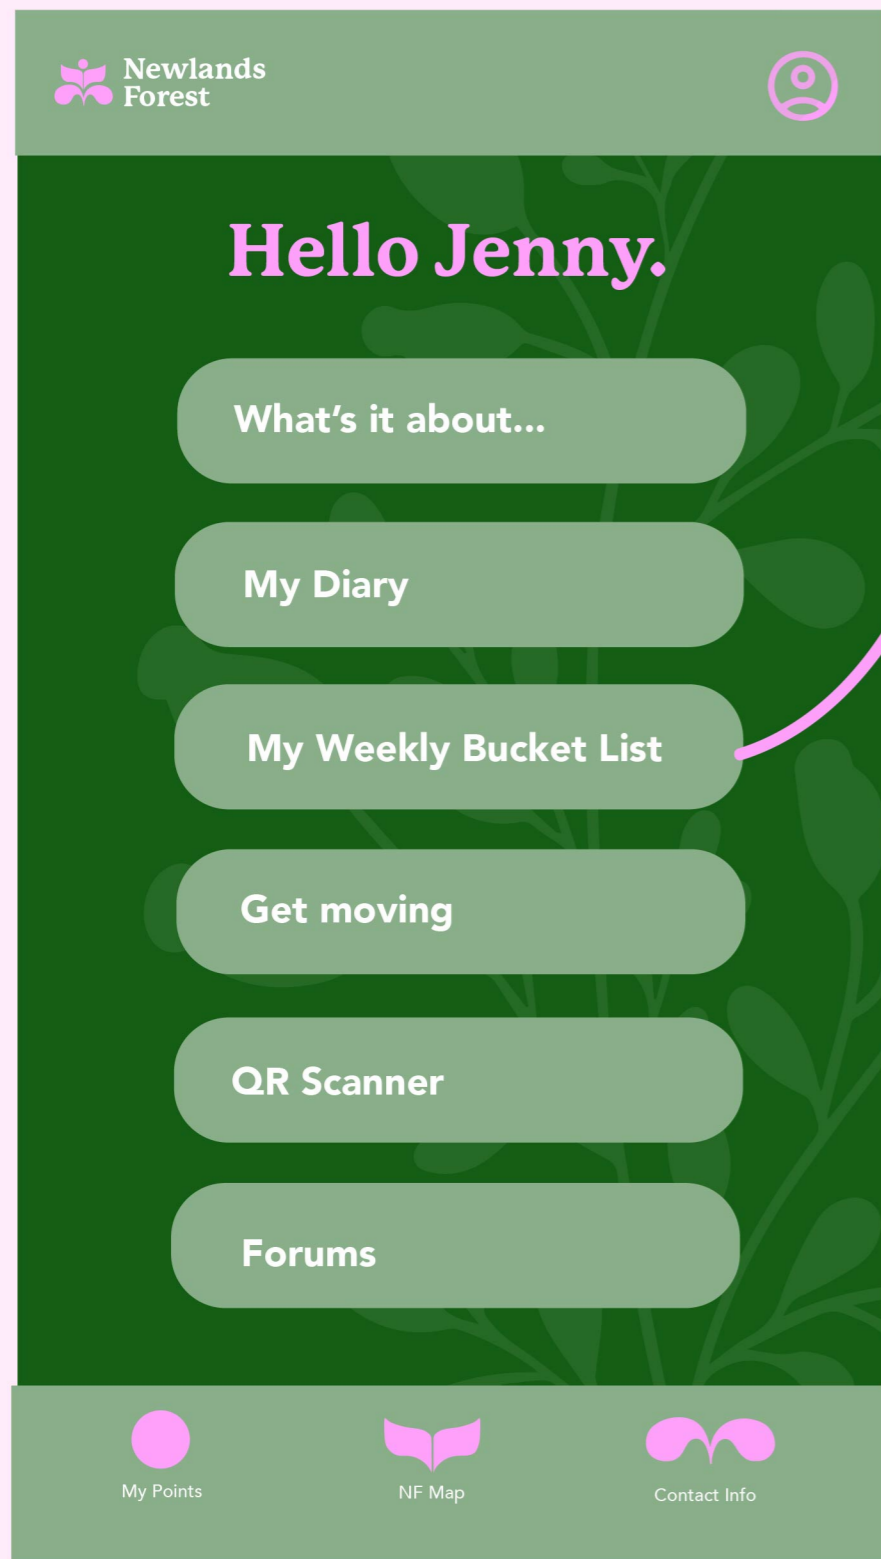 Newlands
Forest
Hello Jenny.
What's it about...
My Diary
My Weekly Bucket List
Get moving
QR Scanner
Forums
My Points
NF Map
Contact Info